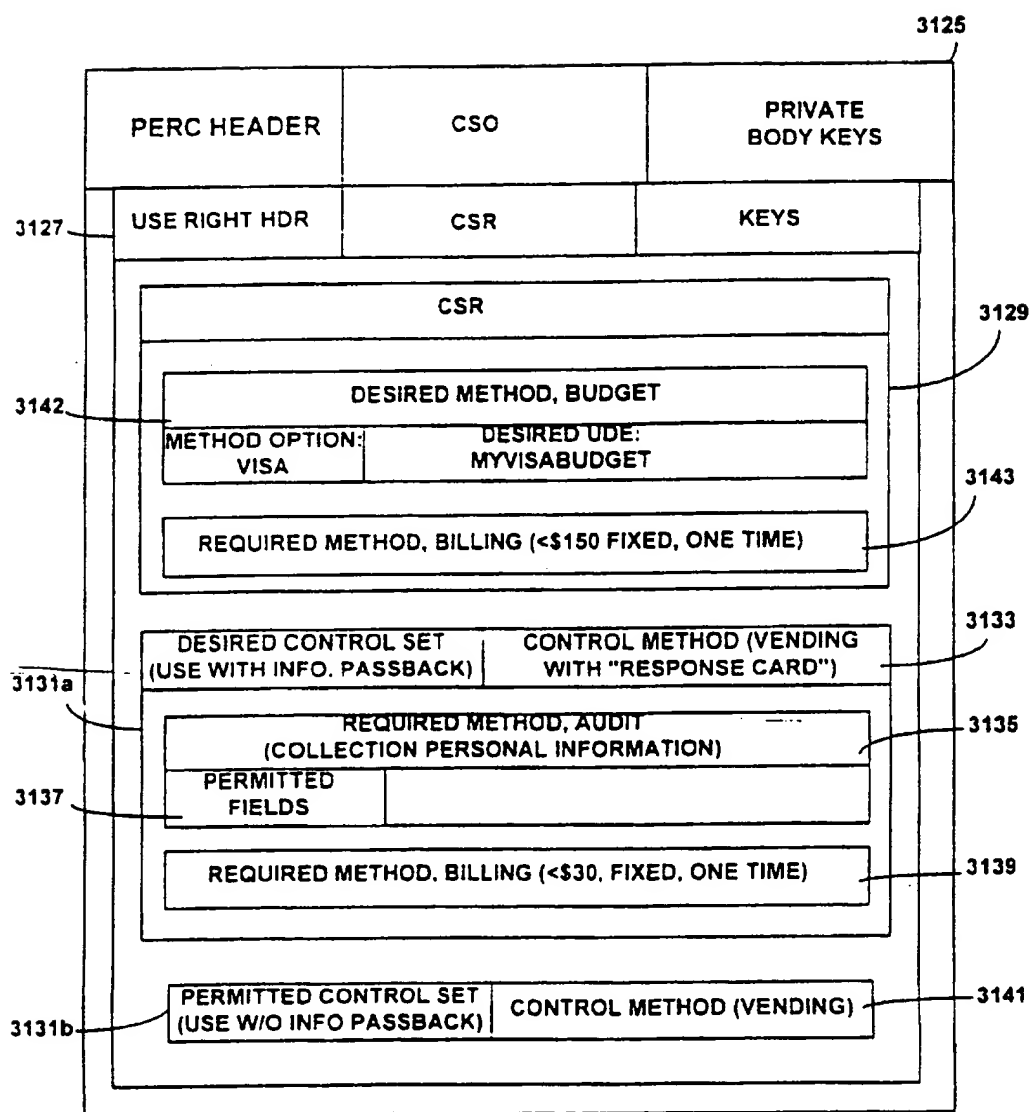 3125
PERC HEADER
CSO
PRIVATE
BODY KEYS
3127
USE RIGHT HDR
CSR
KEYS
CSR
3129
DESIRED METHOD, BUDGET
3142
METHOD OPTION:
VISA
DESIRED UDE:
MYVISABUDGET
3143
REQUIRED METHOD, BILLING (<$150 FIXED, ONE TIME)
3133
DESIRED CONTROL SET
(USE WITH INFO. PASSBACK)
CONTROL METHOD (VENDING
WITH "RESPONSE CARD")
3131a
REQUIRED METHOD, AUDIT
(COLLECTION PERSONAL INFORMATION)
3135
3137
PERMITTED
FIELDS
REQUIRED METHOD, BILLING (<$30, FIXED, ONE TIME)
3139
3131b
PERMITTED CONTROL SET
(USE W/O INFO PASSBACK)
CONTROL METHOD (VENDING)
3141